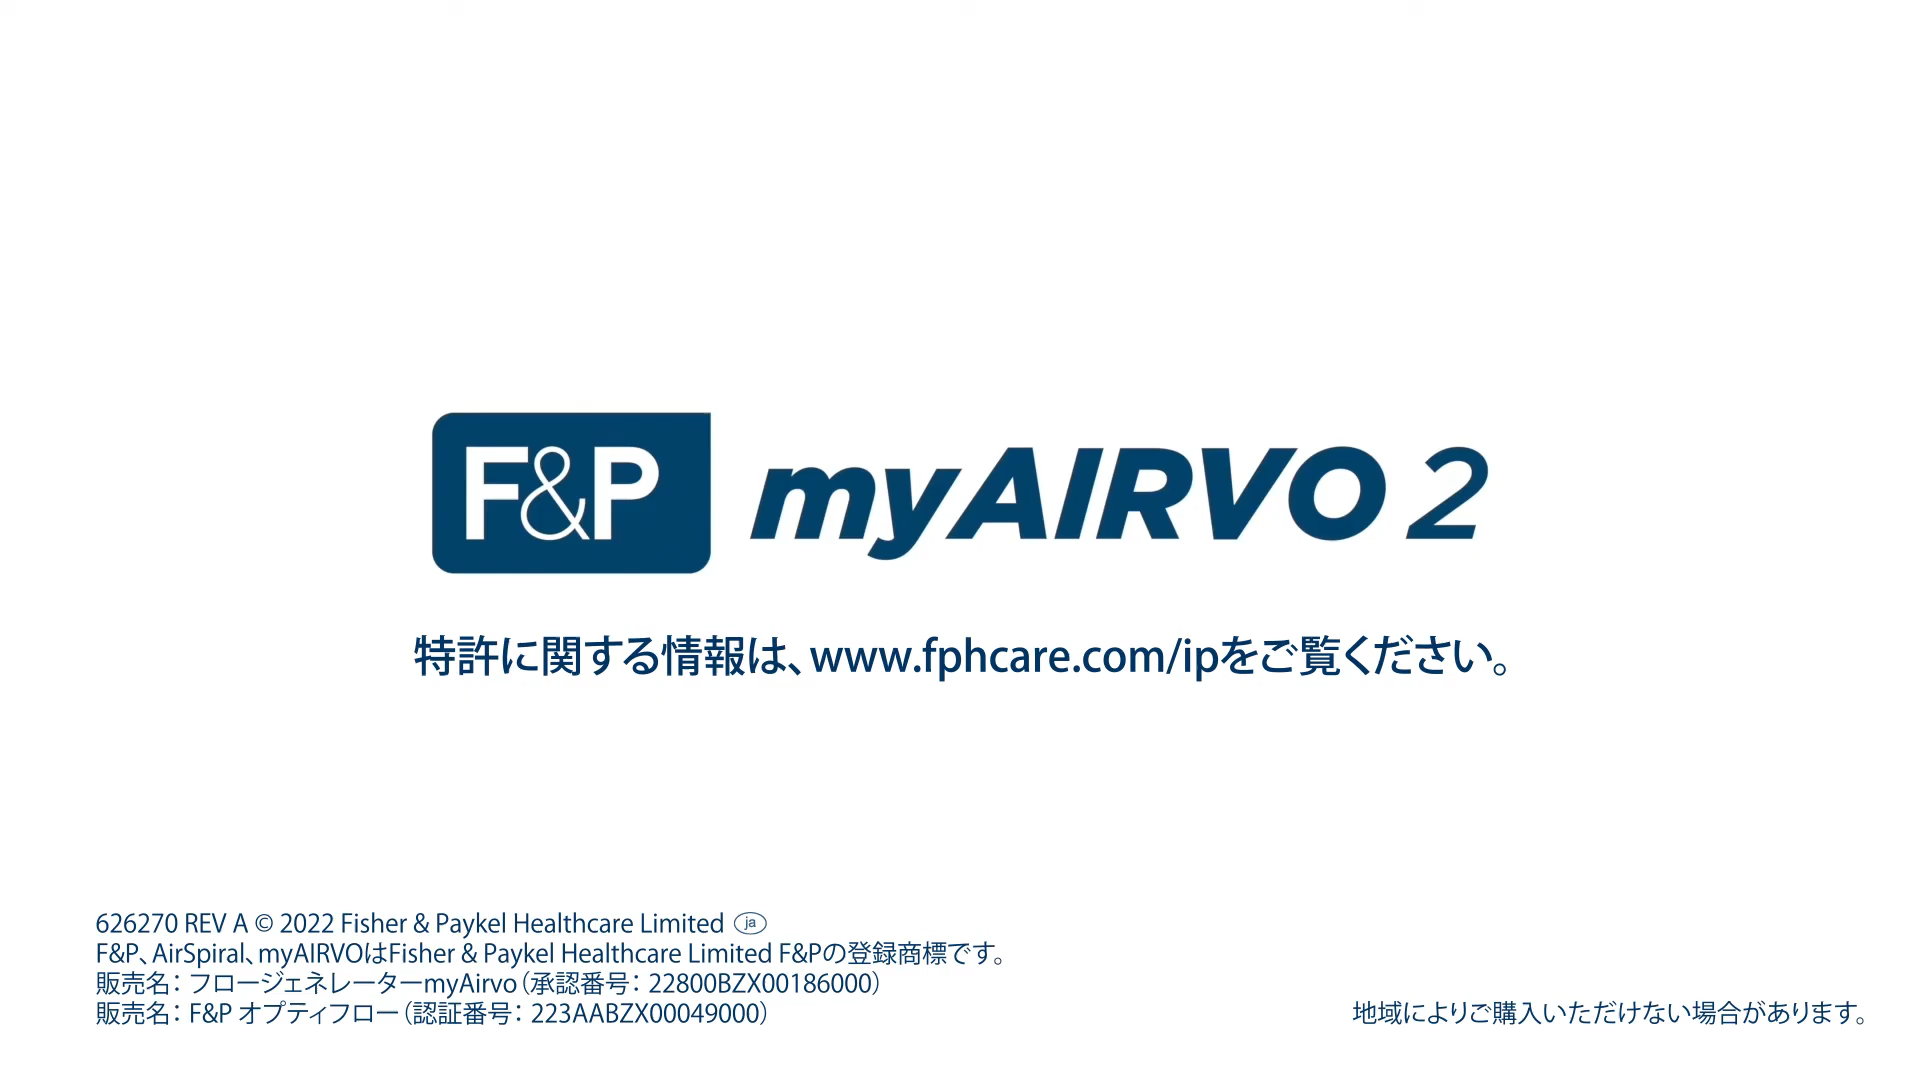 F&P myAIRVO 2
特許に関する情報は、www.fphcare.com/ipをご覧ください。
626270 REV A © 2022 Fisher & Paykel Healthcare Limited ja
F&P、AirSpiral、myAIRVOはFisher & Paykel Healthcare Limited F&Pの登録商標です。
販売名： フロージェネレーターmyAirvo（承認番号： 22800BZX00186000）
販売名： F&P オプティフロー（認証番号： 223AABZX00049000）
地域によりご購入いただけない場合があります。